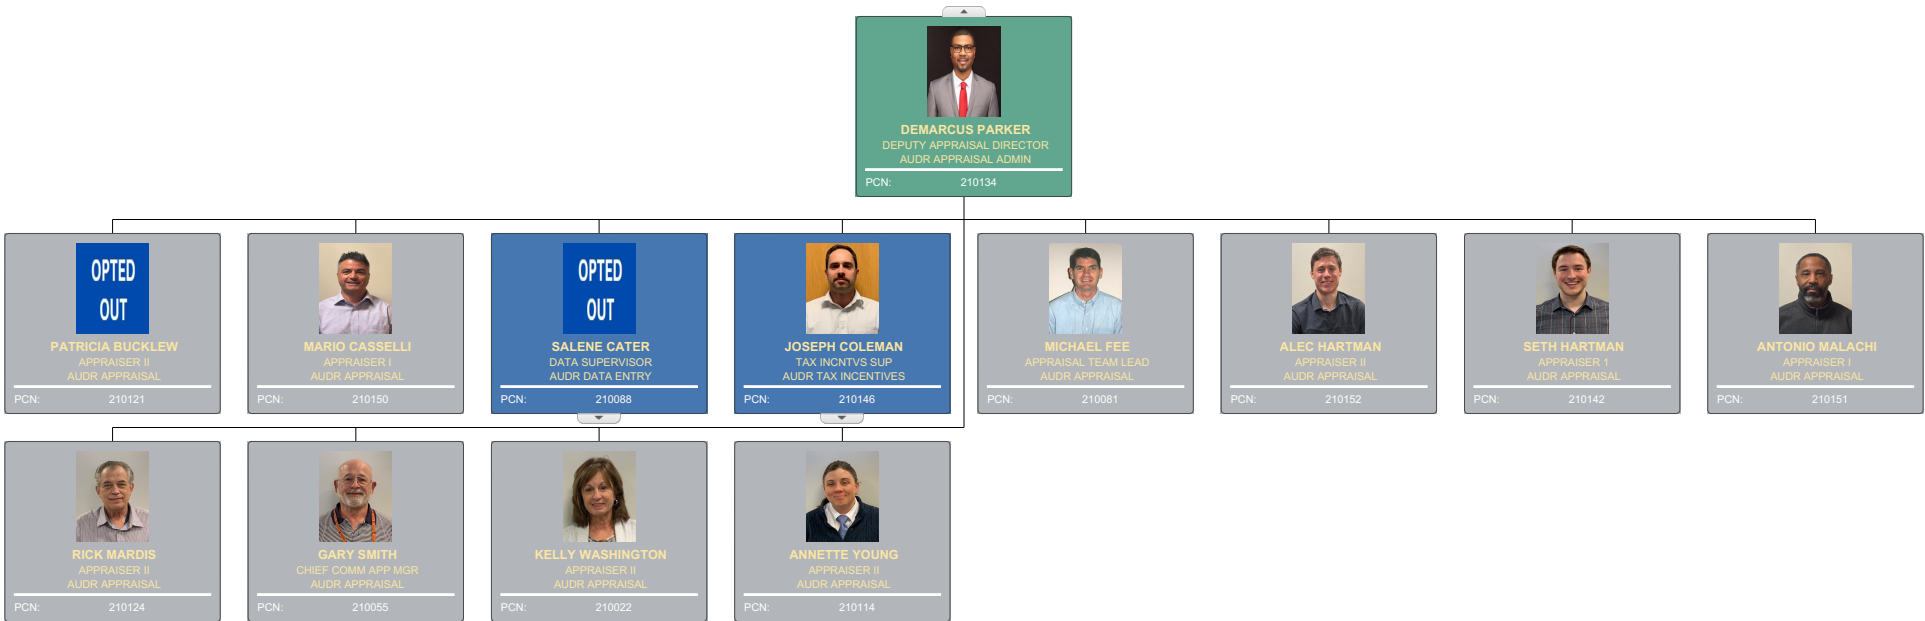 DEMARCUS PARKER
DEPUTY APPRAISAL DIRECTOR
AUDR APPRAISAL ADMIN
PCN: 210134
OPTED
OUT
PATRICIA BUCKLEW
APPRAISER II
AUDR APPRAISAL
PCN: 210121
MARIO CASSELLI
APPRAISER I
AUDR APPRAISAL
PCN: 210150
OPTED
OUT
SALENE CATER
DATA SUPERVISOR
AUDR DATA ENTRY
PCN: 210088
JOSEPH COLEMAN
TAX INCNTVS SUP
AUDR TAX INCENTIVES
PCN: 210146
MICHAEL FEE
APPRAISAL TEAM LEAD
AUDR APPRAISAL
PCN: 210081
ALEC HARTMAN
APPRAISER II
AUDR APPRAISAL
PCN: 210152
SETH HARTMAN
APPRAISER 1
AUDR APPRAISAL
PCN: 210142
ANTONIO MALACHI
APPRAISER I
AUDR APPRAISAL
PCN: 210151
RICK MARDIS
APPRAISER II
AUDR APPRAISAL
PCN: 210124
GARY SMITH
CHIEF COMM APP MGR
AUDR APPRAISAL
PCN: 210055
KELLY WASHINGTON
APPRAISER II
AUDR APPRAISAL
PCN: 210022
ANNETTE YOUNG
APPRAISER II
AUDR APPRAISAL
PCN: 210114